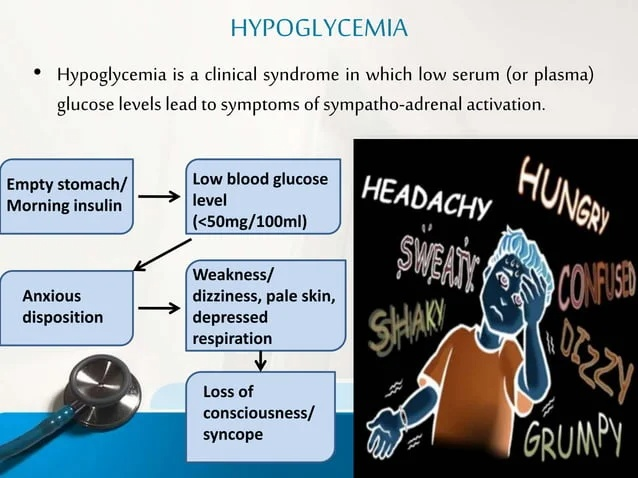 HYPOGLYCEMIA
• Hypoglycemia is a clinical syndrome in which low serum (or plasma)
glucose levels lead to symptoms of sympatho-adrenal activation.
Empty stomach/
Morning insulin
Low blood glucose
level
(<50mg/100ml)
Anxious
disposition
Weakness/
dizziness, pale skin,
depressed
respiration
Loss of
consciousness/
syncope
HEADACHY
HUNGRY
SWEATY
CONFUSED
SHAKY
DIZZY
GRUMPY